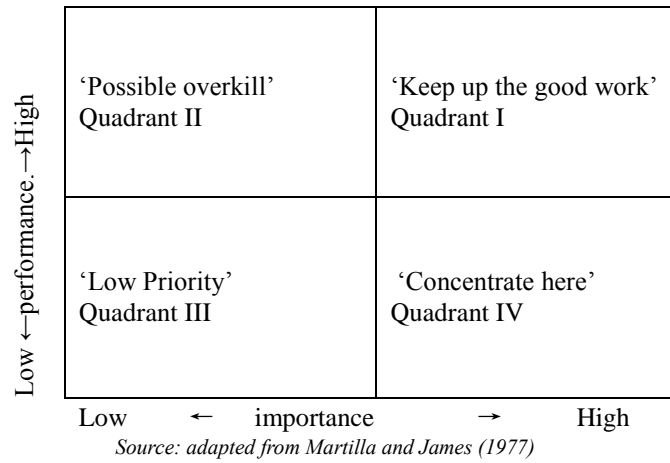 ‘Possible overkill’
Quadrant II
‘Keep up the good work’
Quadrant I
Low ←performance.→High
‘Low Priority’
Quadrant III
‘Concentrate here’
Quadrant IV
Low ← importance → High
Source: adapted from Martilla and James (1977)